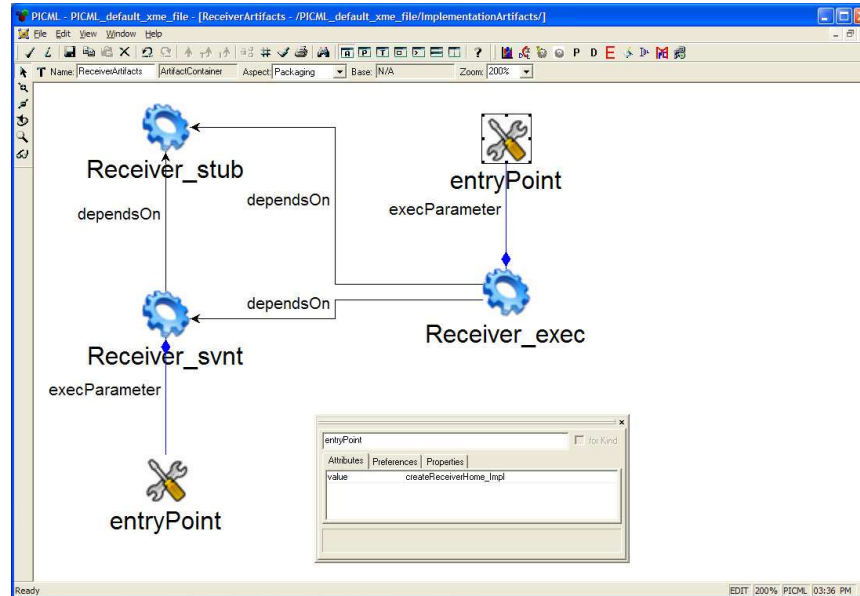 PICML - PICML_default_xme_file - [ReceiverArtifacts - /PICML_default_xme_file/ImplementationArtifacts/]
File Edit View Window Help
A P T ? P D E D
T Name: ReceiverArtifacts ArtifactContainer Aspect: Packaging Base: N/A Zoom: 200%
Receiver_stub
entryPoint
dependsOn
dependsOn
execParameter
dependsOn
Receiver_exec
Receiver_svnt
execParameter
entryPoint
entryPoint
for Kind
Attributes Preferences Properties
value createReceiverHome_Impl
Ready
EDIT 200% PICML 03:36 PM